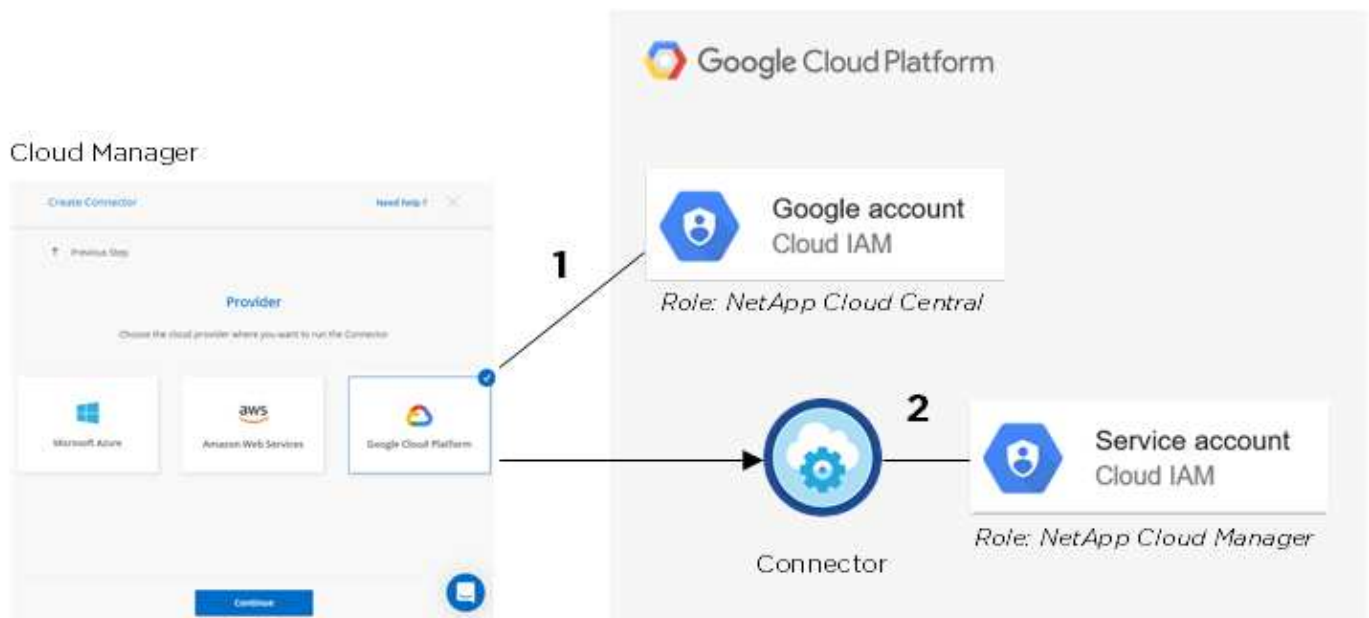 Google Cloud Platform
Cloud Manager
Create Connector
Need help ?
Previous Step
Provider
Choose the cloud provider where you want to run the Connector
Microsoft Azure
aws
Amazon Web Services
Google Cloud Platform
Continue
1
Google account
Cloud IAM
Role: NetApp Cloud Central
2
Connector
Service account
Cloud IAM
Role: NetApp Cloud Manager